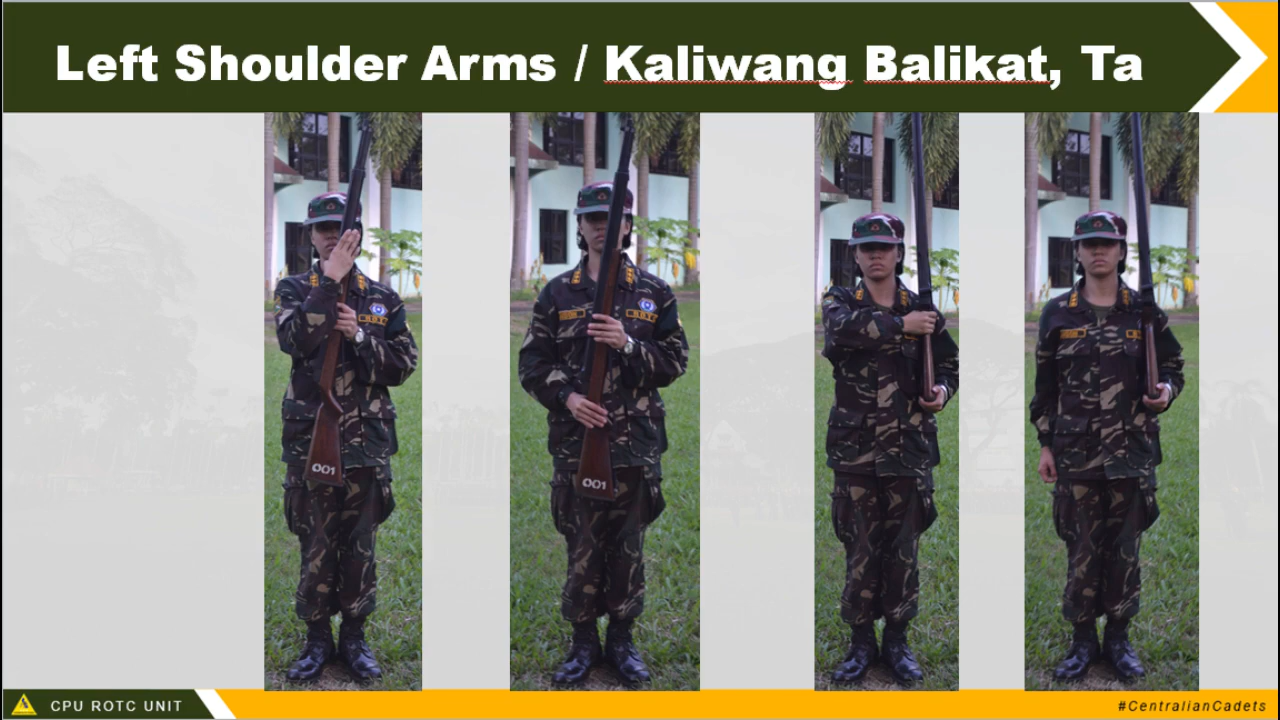 Left Shoulder Arms / Kaliwang Balikat, Ta
001
001
CPU ROTC UNIT
#CentralianCadets